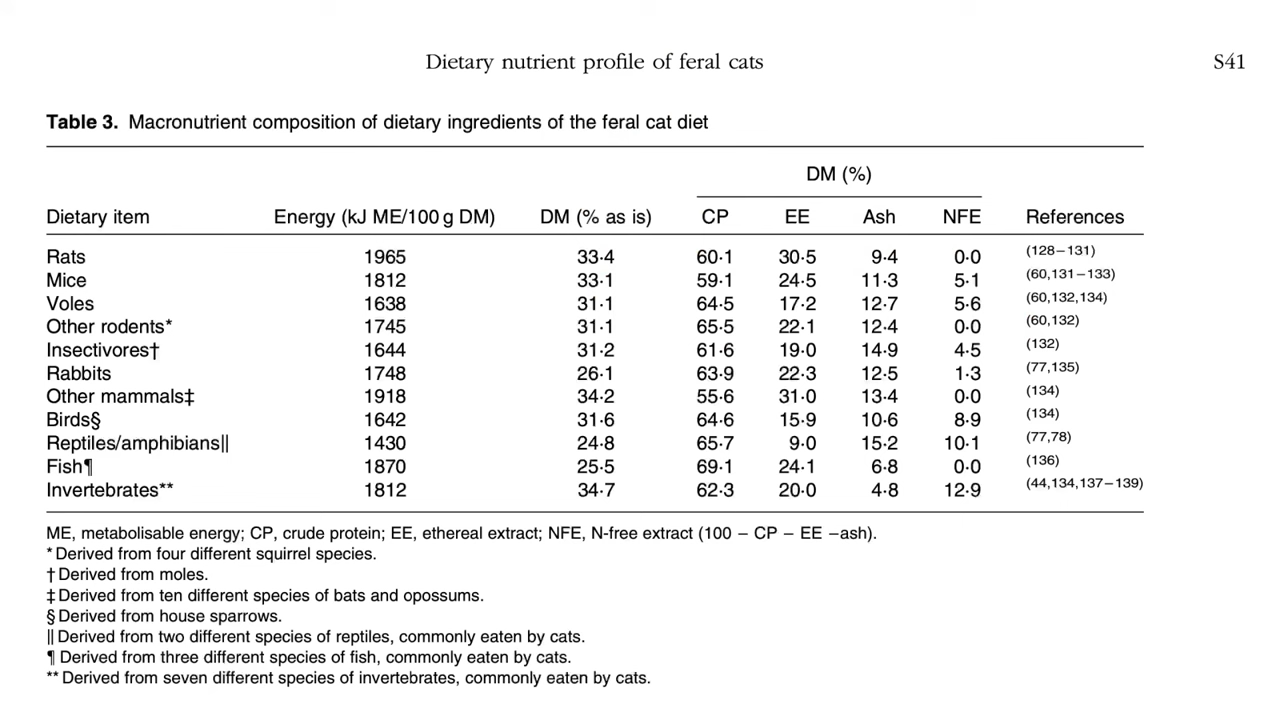 Dietary nutrient profile of feral cats S41
Table 3. Macronutrient composition of dietary ingredients of the feral cat diet
DM (%)
Dietary item Energy (kJ ME/100 g DM) DM (% as is) CP EE Ash NFE References
Rats 1965 33·4 60·1 30·5 9·4 0·0 (128–131)
Mice 1812 33·1 59·1 24·5 11·3 5·1 (60,131–133)
Voles 1638 31·1 64·5 17·2 12·7 5·6 (60,132,134)
Other rodents* 1745 31·1 65·5 22·1 12·4 0·0 (60,132)
Insectivores† 1644 31·2 61·6 19·0 14·9 4·5 (132)
Rabbits 1748 26·1 63·9 22·3 12·5 1·3 (77,135)
Other mammals‡ 1918 34·2 55·6 31·0 13·4 0·0 (134)
Birds§ 1642 31·6 64·6 15·9 10·6 8·9 (134)
Reptiles/amphibians|| 1430 24·8 65·7 9·0 15·2 10·1 (77,78)
Fish¶ 1870 25·5 69·1 24·1 6·8 0·0 (136)
Invertebrates** 1812 34·7 62·3 20·0 4·8 12·9 (44,134,137–139)
ME, metabolisable energy; CP, crude protein; EE, ethereal extract; NFE, N-free extract (100 − CP − EE −ash).
* Derived from four different squirrel species.
† Derived from moles.
‡ Derived from ten different species of bats and opossums.
§ Derived from house sparrows.
|| Derived from two different species of reptiles, commonly eaten by cats.
¶ Derived from three different species of fish, commonly eaten by cats.
** Derived from seven different species of invertebrates, commonly eaten by cats.